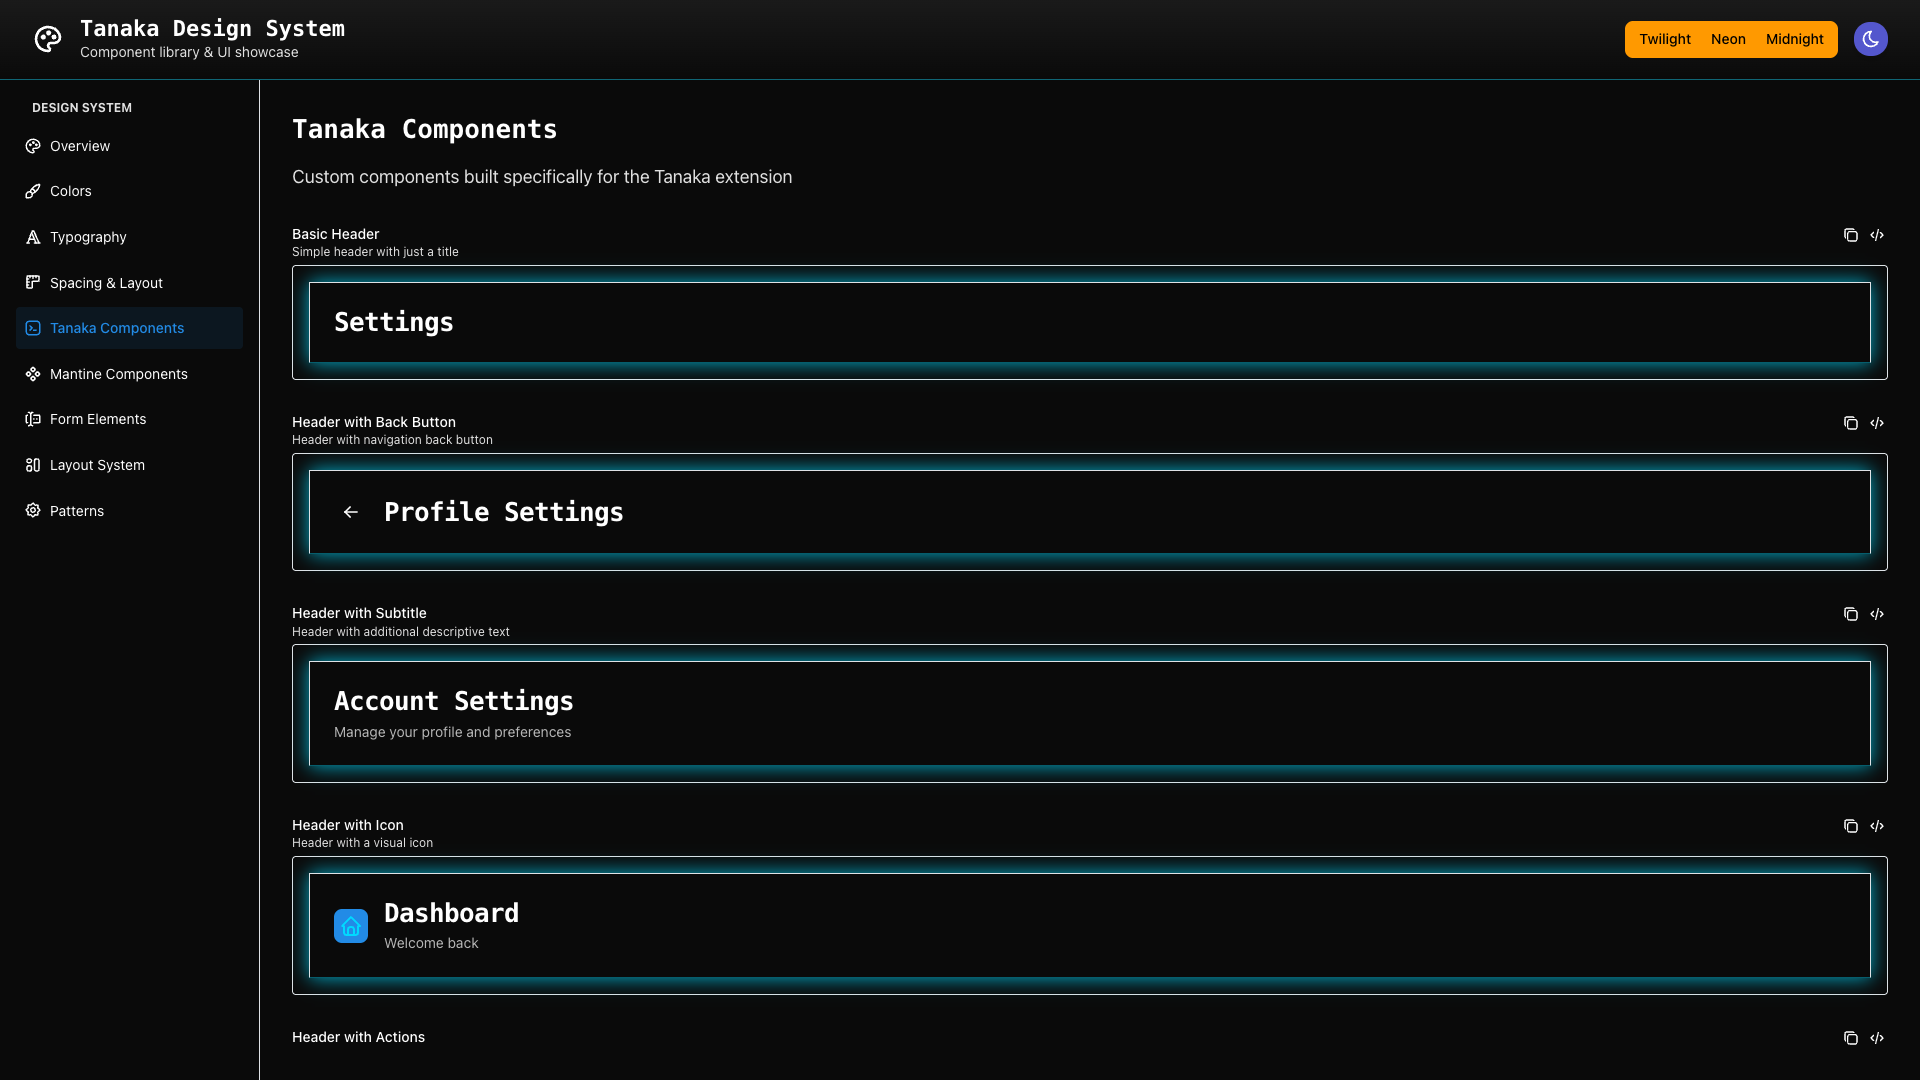 Tanaka Design System
Component library & UI showcase
Twilight Neon Midnight
DESIGN SYSTEM
Overview
Colors
Typography
Spacing & Layout
Tanaka Components
Mantine Components
Form Elements
Layout System
Patterns
Tanaka Components
Custom components built specifically for the Tanaka extension
Basic Header
Simple header with just a title
Settings
Header with Back Button
Header with navigation back button
Profile Settings
Header with Subtitle
Header with additional descriptive text
Account Settings
Manage your profile and preferences
Header with Icon
Header with a visual icon
Dashboard
Welcome back
Header with Actions